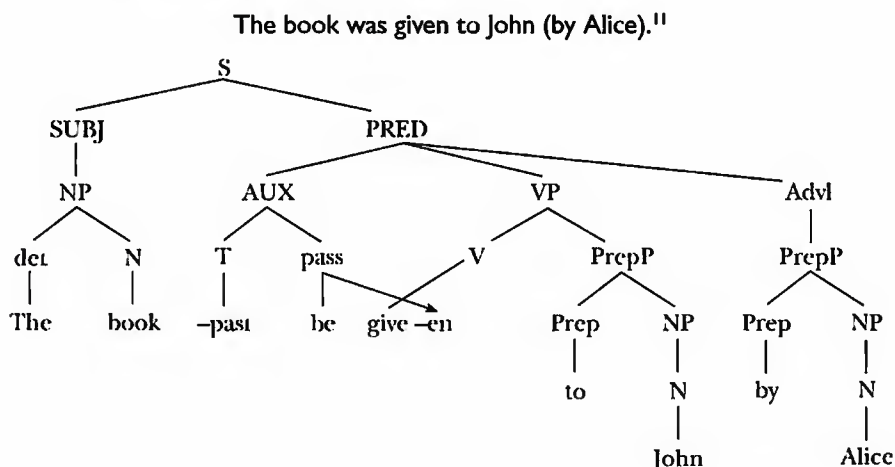 The book was given to John (by Alice).¹¹
S
SUBJ PRED
NP AUX VP Advl
det N T pass V PrepP PrepP
The book –past be give –en Prep NP Prep NP
to N by N
John Alice